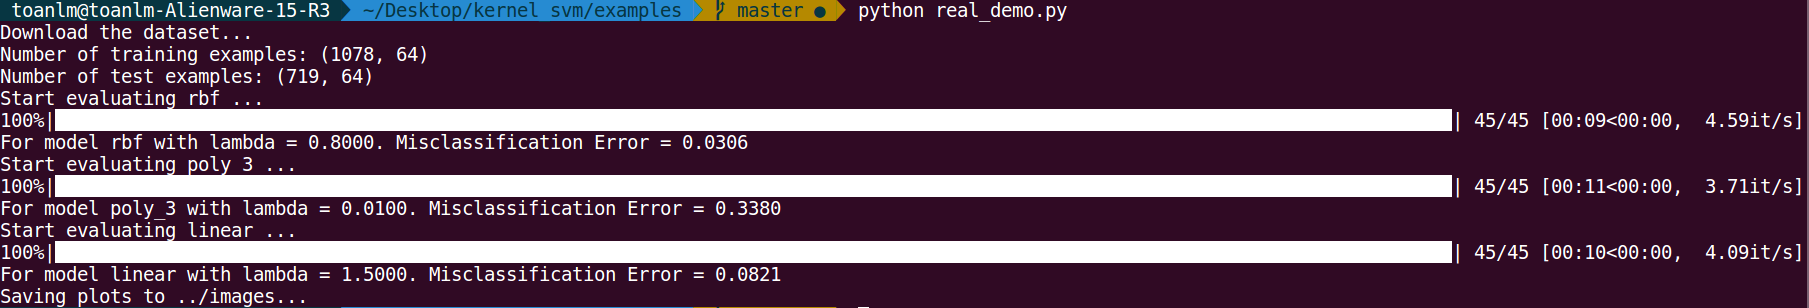 toanlm@toanlm-Alienware-15-R3 ~/Desktop/kernel svm/examples master ● python real_demo.py
Download the dataset...
Number of training examples: (1078, 64)
Number of test examples: (719, 64)
Start evaluating rbf ...
100%| | 45/45 [00:09<00:00, 4.59it/s]
For model rbf with lambda = 0.8000. Misclassification Error = 0.0306
Start evaluating poly 3 ...
100%| | 45/45 [00:11<00:00, 3.71it/s]
For model poly_3 with lambda = 0.0100. Misclassification Error = 0.3380
Start evaluating linear ...
100%| | 45/45 [00:10<00:00, 4.09it/s]
For model linear with lambda = 1.5000. Misclassification Error = 0.0821
Saving plots to ../images...